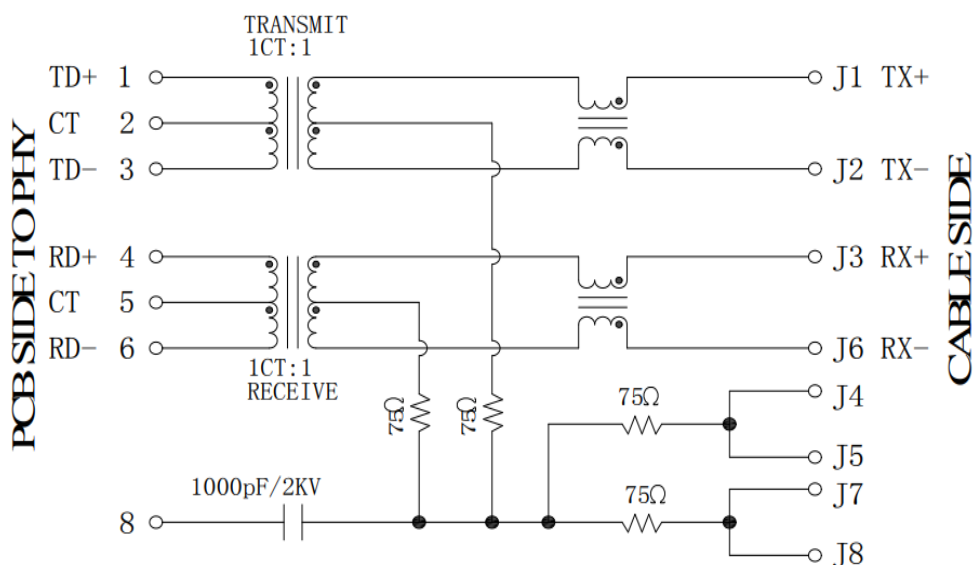 TRANSMIT
1CT:1
TD+ 1
CT 2
TD- 3
J1 TX+
J2 TX-
RD+ 4
CT 5
RD- 6
J3 RX+
J6 RX-
1CT:1
RECEIVE
PCB SIDE TO PHY
CABLE SIDE
75Ω
75Ω
75Ω
J4
J5
1000pF/2KV
8
75Ω
J7
J8